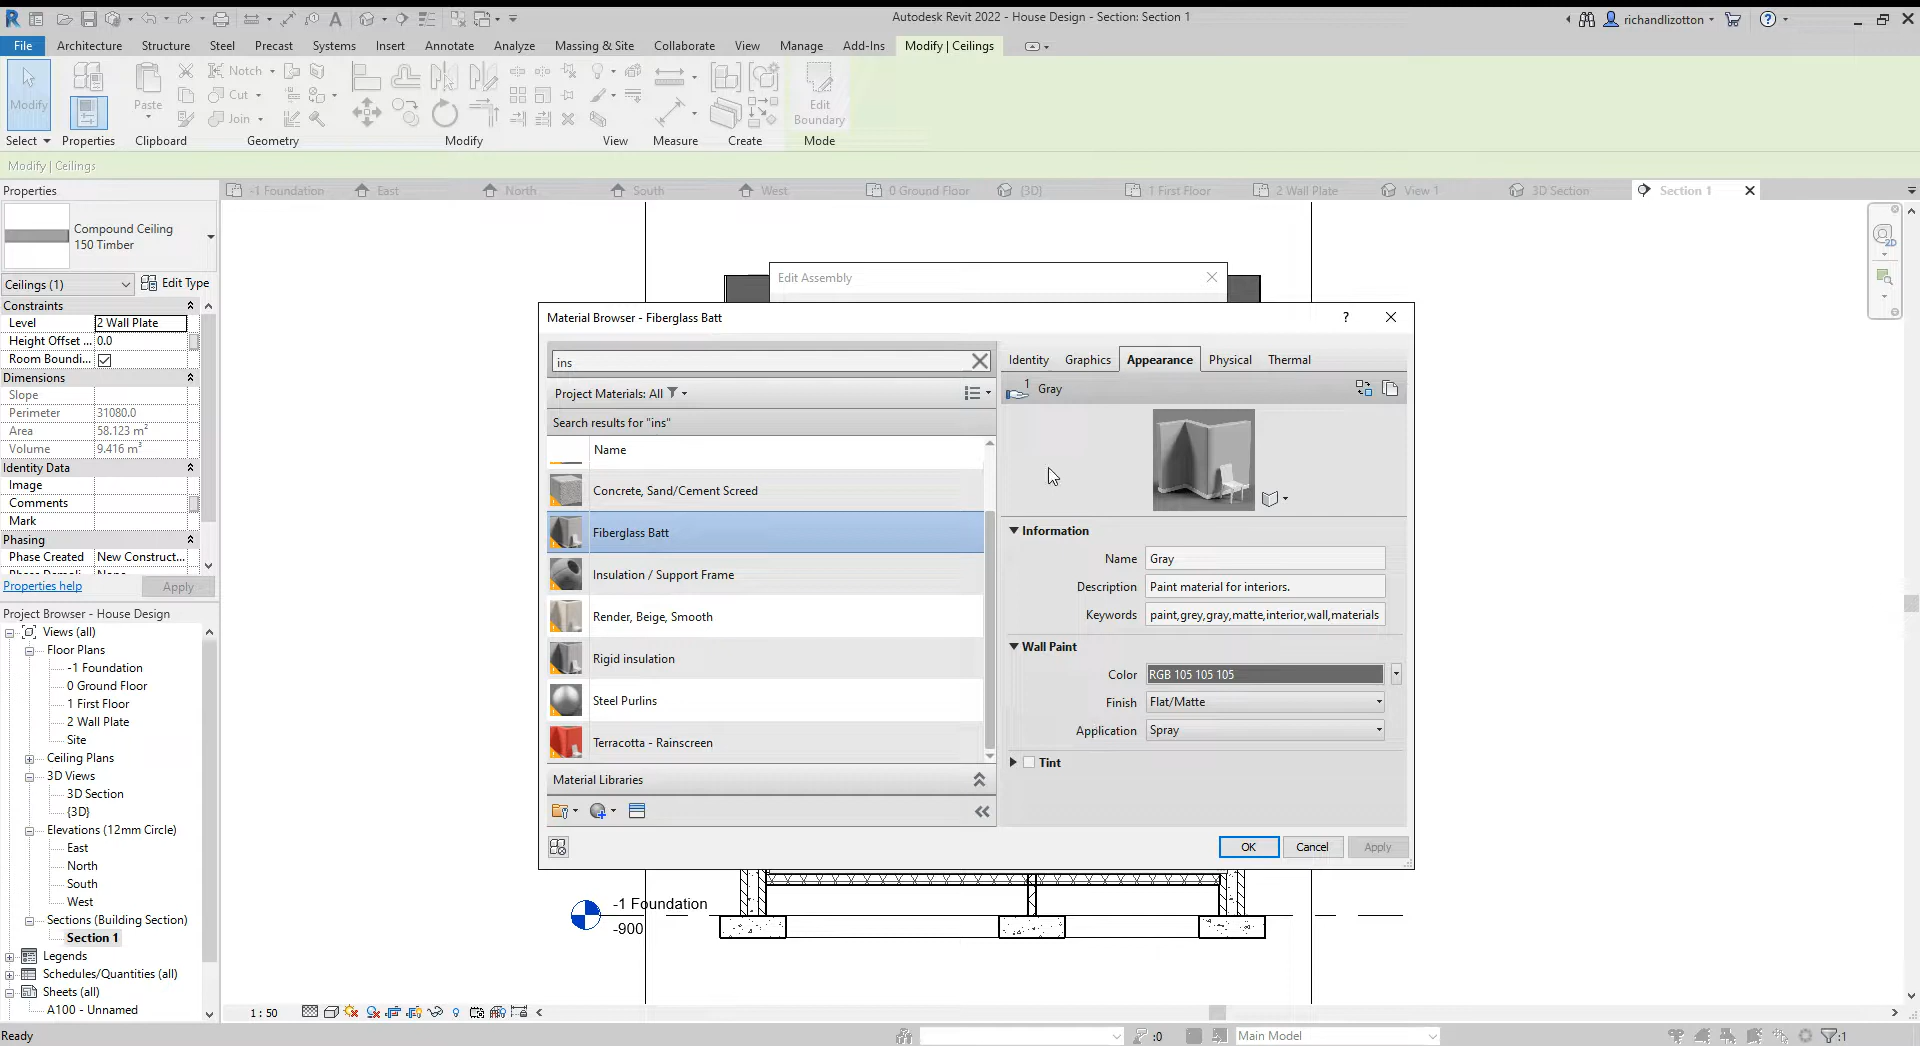 Autodesk Revit 2022 - House Design - Section: Section 1
richandlizotton
File
Architecture
Structure
Steel
Precast
Systems
Insert
Annotate
Analyze
Massing & Site
Collaborate
View
Manage
Add-Ins
Modify | Ceilings
Modify
Paste
Notch
Cut
Join
Edit
Boundary
Select
Properties
Clipboard
Geometry
Modify
View
Measure
Create
Mode
Modify | Ceilings
Properties
-1 Foundation
East
North
South
West
0 Ground Floor
{3D}
1 First Floor
2 Wall Plate
View 1
3D Section
Section 1
Compound Ceiling
150 Timber
Ceilings (1)
Edit Type
Constraints
Level 2 Wall Plate
Height Offset ... 0.0
Room Boundi...
Dimensions
Slope
Perimeter 31080.0
Area 58.123 m²
Volume 9.416 m³
Identity Data
Image
Comments
Mark
Phasing
Phase Created New Construct...
Properties help
Apply
Project Browser - House Design
Views (all)
Floor Plans
-1 Foundation
0 Ground Floor
1 First Floor
2 Wall Plate
Site
Ceiling Plans
3D Views
3D Section
{3D}
Elevations (12mm Circle)
East
North
South
West
Sections (Building Section)
Section 1
Legends
Schedules/Quantities (all)
Sheets (all)
A100 - Unnamed
Edit Assembly
Material Browser - Fiberglass Batt
?
ins
Project Materials: All
Search results for "ins"
Name
Concrete, Sand/Cement Screed
Fiberglass Batt
Insulation / Support Frame
Render, Beige, Smooth
Rigid insulation
Steel Purlins
Terracotta - Rainscreen
Material Libraries
Identity
Graphics
Appearance
Physical
Thermal
1 Gray
Information
Name Gray
Description Paint material for interiors.
Keywords paint,grey,gray,matte,interior,wall,materials
Wall Paint
Color RGB 105 105 105
Finish Flat/Matte
Application Spray
Tint
OK
Cancel
Apply
-1 Foundation
-900
2D
1 : 50
Ready
:0
Main Model
:1